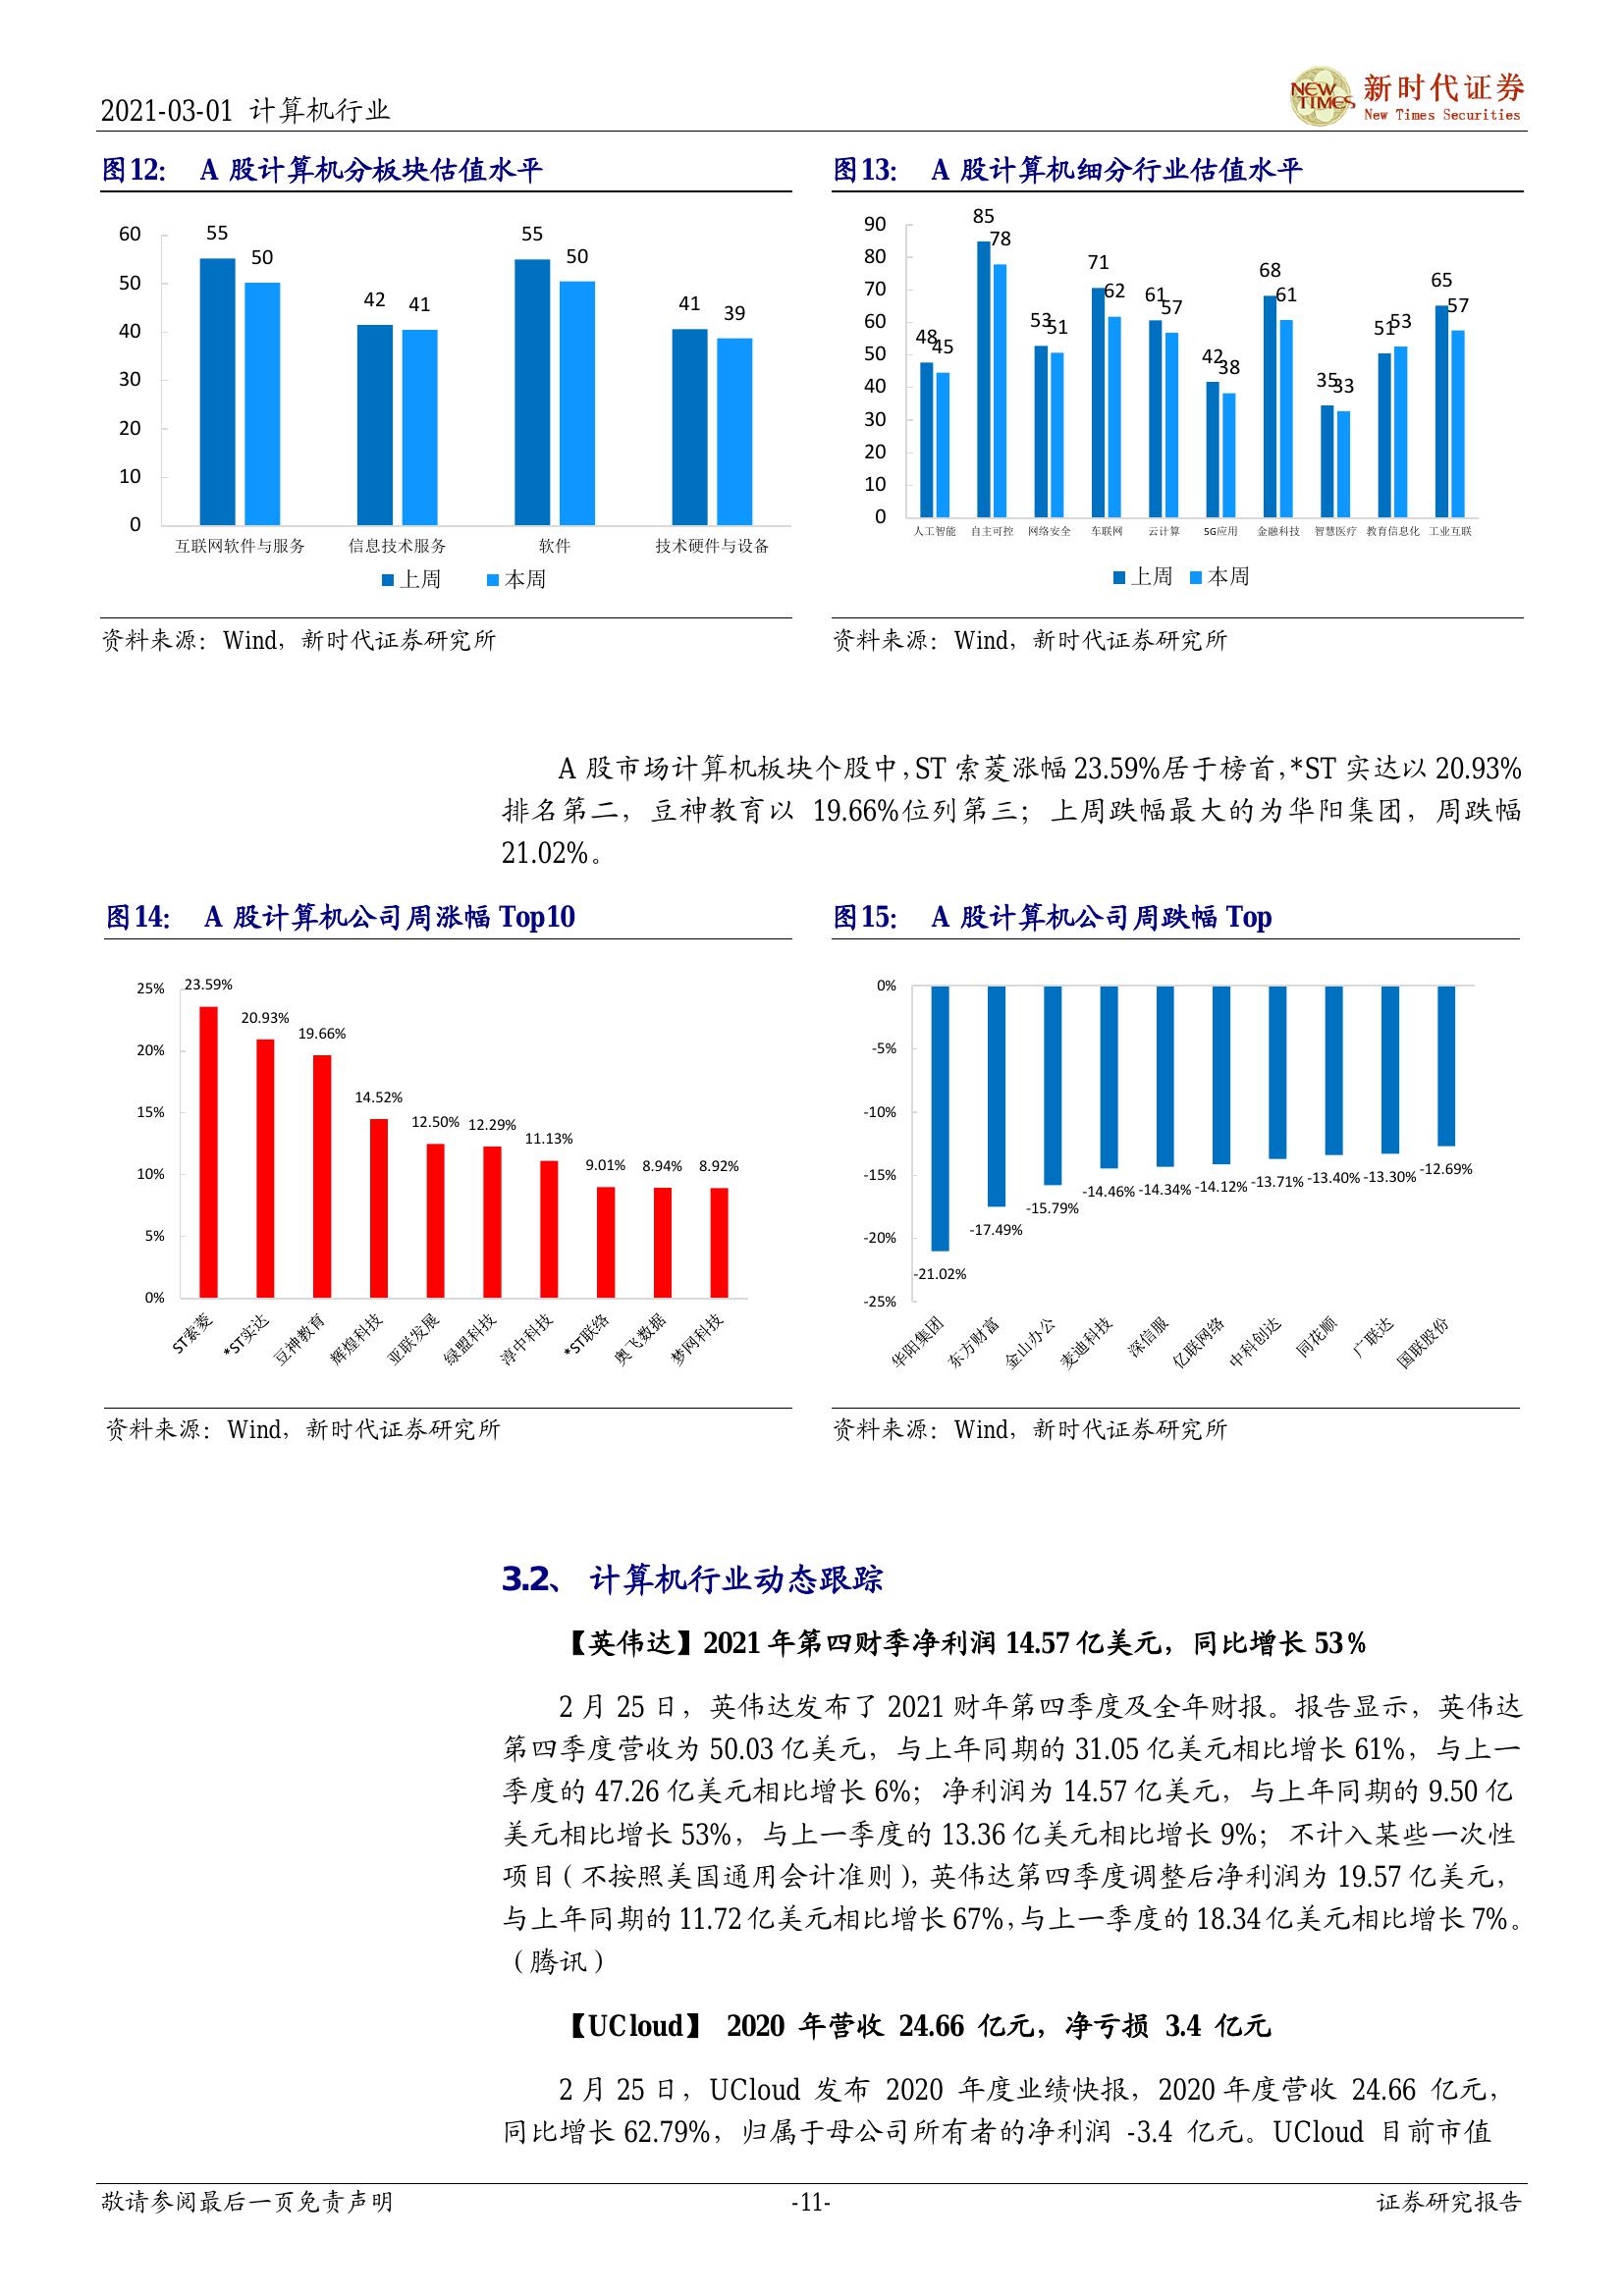 2021-03-01 计算机行业
NEW TIMES 新时代证券
New Times Securities
图12： A 股计算机分板块估值水平
60
50
40
30
20
10
0
55
50
42
41
55
50
41
39
互联网软件与服务 信息技术服务 软件 技术硬件与设备
上周 本周
资料来源：Wind，新时代证券研究所
图13： A 股计算机细分行业估值水平
90
80
70
60
50
40
30
20
10
0
48
45
85
78
53
51
71
62
61
57
42
38
68
61
35
33
51
53
65
57
人工智能 自主可控 网络安全 车联网 云计算 5G应用 金融科技 智慧医疗 教育信息化 工业互联
上周 本周
资料来源：Wind，新时代证券研究所
A 股市场计算机板块个股中，ST 索菱涨幅 23.59%居于榜首，*ST 实达以 20.93%
排名第二，豆神教育以 19.66%位列第三；上周跌幅最大的为华阳集团，周跌幅
21.02%。
图14： A 股计算机公司周涨幅 Top10
25%
20%
15%
10%
5%
0%
23.59%
20.93%
19.66%
14.52%
12.50%
12.29%
11.13%
9.01%
8.94%
8.92%
ST索菱
*ST实达
豆神教育
辉煌科技
亚联发展
绿盟科技
淳中科技
*ST联络
奥飞数据
梦网科技
资料来源：Wind，新时代证券研究所
图15： A 股计算机公司周跌幅 Top
0%
-5%
-10%
-15%
-20%
-25%
-21.02%
-17.49%
-15.79%
-14.46%
-14.34%
-14.12%
-13.71%
-13.40%
-13.30%
-12.69%
华阳集团
东方财富
金山办公
麦迪科技
深信服
亿联网络
中科创达
同花顺
广联达
国联股份
资料来源：Wind，新时代证券研究所
3.2、 计算机行业动态跟踪
【英伟达】2021 年第四财季净利润 14.57 亿美元，同比增长 53％
2 月 25 日，英伟达发布了 2021 财年第四季度及全年财报。报告显示，英伟达
第四季度营收为 50.03 亿美元，与上年同期的 31.05 亿美元相比增长 61%，与上一
季度的 47.26 亿美元相比增长 6%；净利润为 14.57 亿美元，与上年同期的 9.50 亿
美元相比增长 53%，与上一季度的 13.36 亿美元相比增长 9%；不计入某些一次性
项目（不按照美国通用会计准则），英伟达第四季度调整后净利润为 19.57 亿美元，
与上年同期的 11.72 亿美元相比增长 67%，与上一季度的 18.34 亿美元相比增长 7%。
（腾讯）
【UCloud】 2020 年营收 24.66 亿元，净亏损 3.4 亿元
2 月 25 日，UCloud 发布 2020 年度业绩快报，2020 年度营收 24.66 亿元，
同比增长 62.79%，归属于母公司所有者的净利润 -3.4 亿元。UCloud 目前市值
敬请参阅最后一页免责声明 -11- 证券研究报告